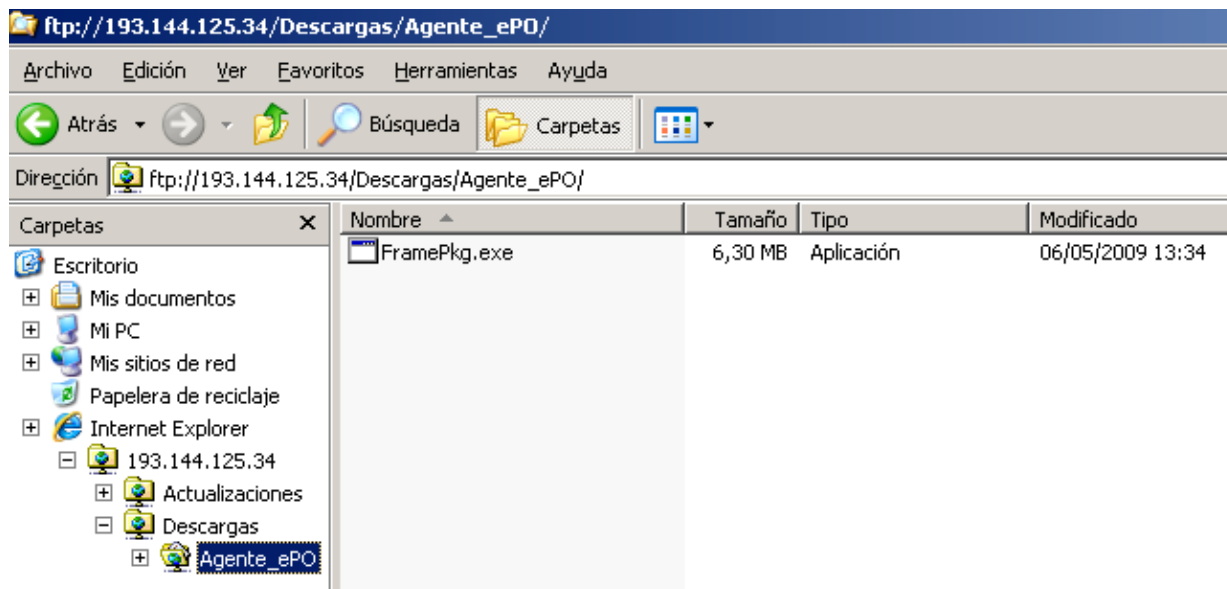 ftp://193.144.125.34/Descargas/Agente_ePO/
Archivo Edición Ver Favoritos Herramientas Ayuda
Atrás Búsqueda Carpetas
Dirección ftp://193.144.125.34/Descargas/Agente_ePO/
Carpetas x Nombre Tamaño Tipo Modificado
FramePkg.exe 6,30 MB Aplicación 06/05/2009 13:34
Escritorio
Mis documentos
Mi PC
Mis sitios de red
Papelera de reciclaje
Internet Explorer
193.144.125.34
Actualizaciones
Descargas
Agente_ePO